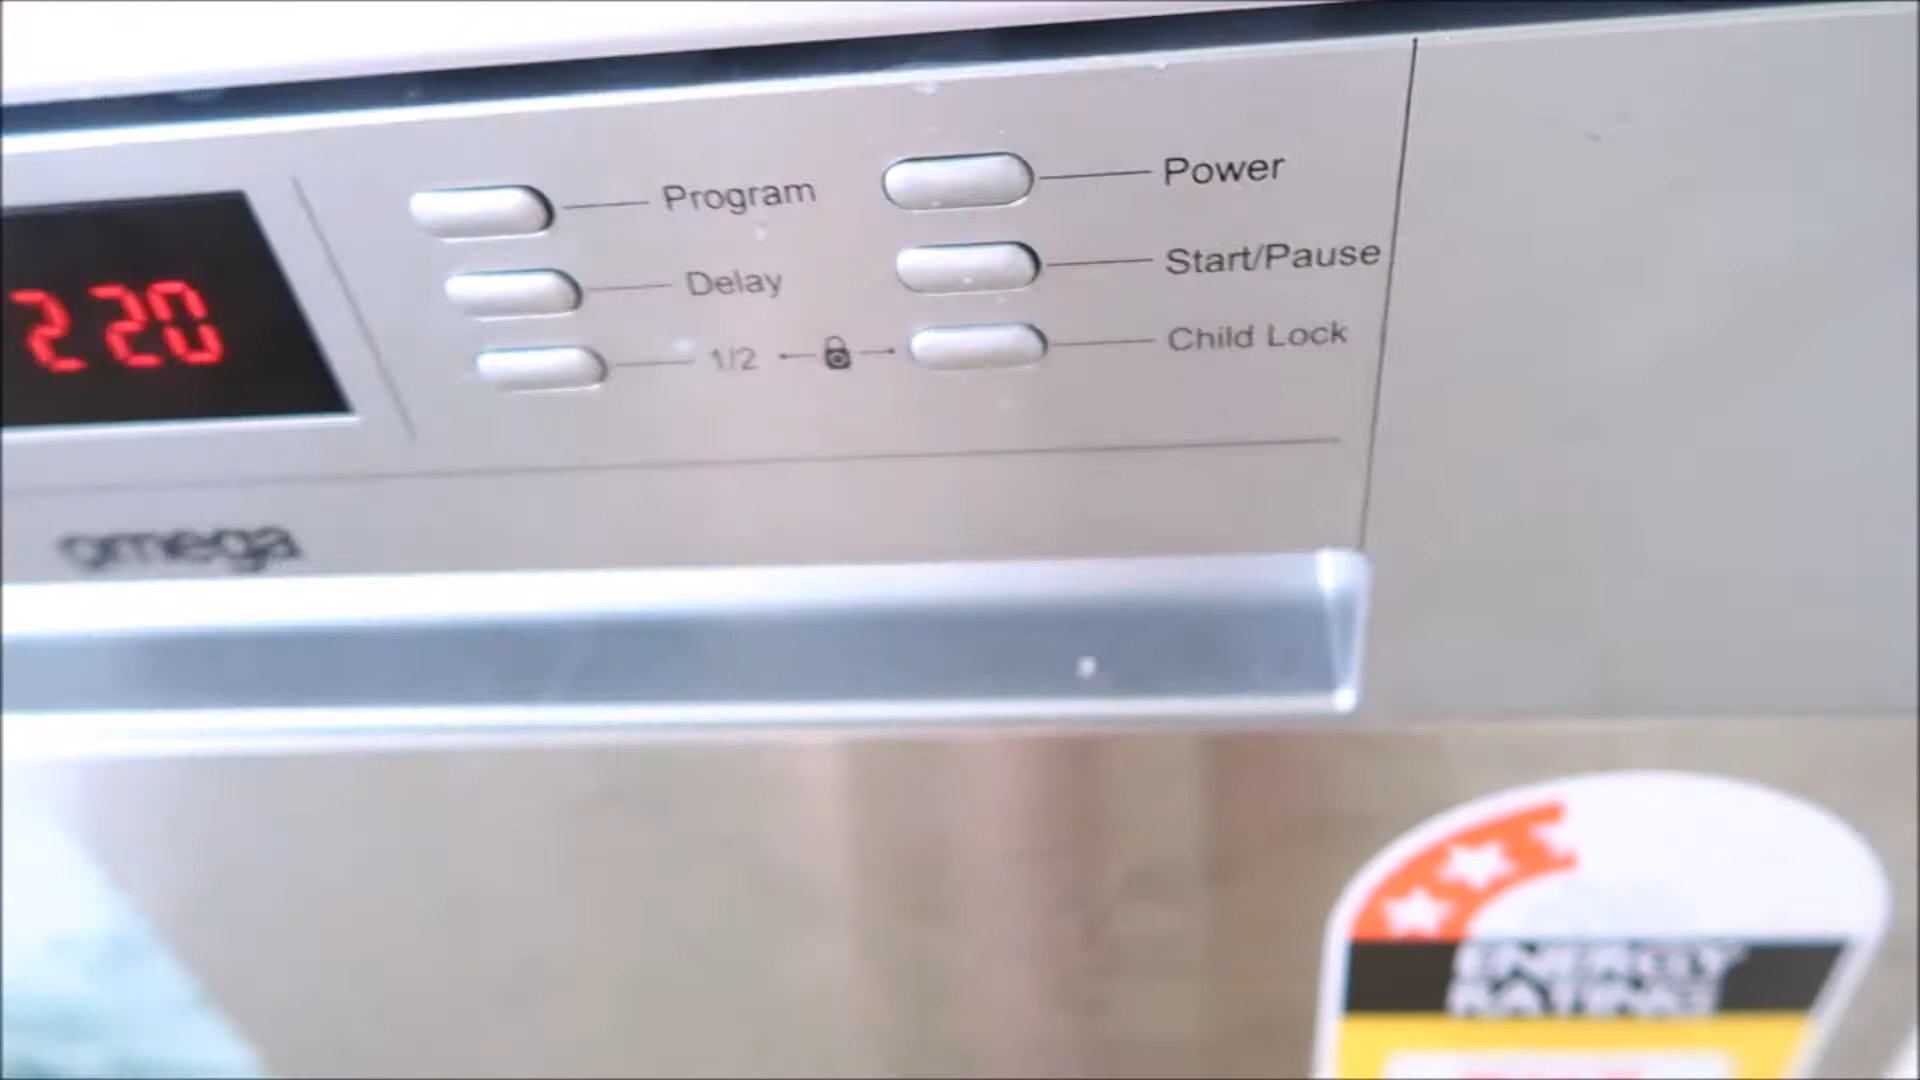 Program
Power
Delay
Start/Pause
1/2
Child Lock
220
omega
ENERGY
RATING